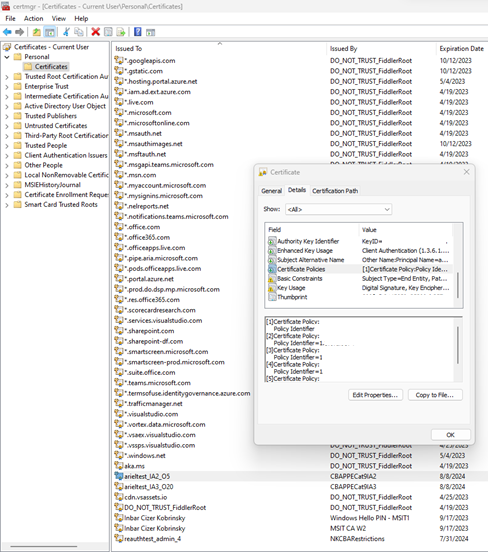 certmgr - [Certificates - Current User\Personal\Certificates]
File Action View Help
Certificates - Current User
Personal
Certificates
Trusted Root Certification Au
Enterprise Trust
Intermediate Certification Au
Active Directory User Object
Trusted Publishers
Untrusted Certificates
Third-Party Root Certification
Trusted People
Client Authentication Issuers
Other People
Local NonRemovable Certific
MSIEHistoryJournal
Certificate Enrollment Reque
Smart Card Trusted Roots
Issued To Issued By Expiration Date
*.googleapis.com DO_NOT_TRUST_FiddlerRoot 10/12/2023
*.gstatic.com DO_NOT_TRUST_FiddlerRoot 10/12/2023
*.hosting.portal.azure.net DO_NOT_TRUST_FiddlerRoot 5/4/2023
*.iam.ad.ext.azure.com DO_NOT_TRUST_FiddlerRoot 4/19/2023
*.live.com DO_NOT_TRUST_FiddlerRoot 4/19/2023
*.microsoft.com DO_NOT_TRUST_FiddlerRoot 4/19/2023
*.microsoftonline.com DO_NOT_TRUST_FiddlerRoot 4/19/2023
*.msauth.net DO_NOT_TRUST_FiddlerRoot 4/19/2023
*.msauthimages.net DO_NOT_TRUST_FiddlerRoot 10/12/2023
*.msftauth.net DO_NOT_TRUST_FiddlerRoot 4/19/2023
*.msgapi.teams.microsoft.com
*.msn.com
*.myaccount.microsoft.com
*.mysignins.microsoft.com
*.nelreports.net
*.notifications.teams.microsoft.com
*.office.com
*.office365.com
*.officeapps.live.com
*.pipe.aria.microsoft.com
*.pods.officeapps.live.com
*.portal.azure.net
*.prod.do.dsp.mp.microsoft.com
*.res.office365.com
*.scorecardresearch.com
*.services.visualstudio.com
*.sharepoint.com
*.sharepoint-df.com
*.smartscreen.microsoft.com
*.smartscreen-prod.microsoft.com
*.suite.office.com
*.teams.microsoft.com
*.termsofuse.identitygovernance.azure.com
*.trafficmanager.net
*.visualstudio.com
*.vortex.data.microsoft.com
*.vsaex.visualstudio.com
*.vssps.visualstudio.com DO_NOT_TRUST_FiddlerRoot 4/19/2023
*.windows.net DO_NOT_TRUST_FiddlerRoot 5/4/2023
aka.ms DO_NOT_TRUST_FiddlerRoot 4/19/2023
arieltest_IA2_O5 CBAPPECat9IA2 8/8/2024
arieltest_IA3_O20 CBAPPECat9IA3 8/8/2024
cdn.vsassets.io DO_NOT_TRUST_FiddlerRoot 4/25/2023
DO_NOT_TRUST_FiddlerRoot DO_NOT_TRUST_FiddlerRoot 4/19/2023
Inbar Cizer Kobrinsky Windows Hello PIN - MSIT1 9/17/2023
Inbar Cizer Kobrinsky MSIT CA W2 9/17/2023
reauthtest_admin_4 NKCBARestrictions 7/31/2024
Certificate
General Details Certification Path
Show: <All>
Field Value
Authority Key Identifier KeyID=
Enhanced Key Usage Client Authentication (1.3.6.1...
Subject Alternative Name Other Name:Principal Name=a...
Certificate Policies [1]Certificate Policy:Policy Ide...
Basic Constraints Subject Type=End Entity, Pat...
Key Usage Digital Signature, Key Encipher...
Thumbprint
[1]Certificate Policy:
Policy Identifier
[2]Certificate Policy:
Policy Identifier=1
[3]Certificate Policy:
Policy Identifier=1
[4]Certificate Policy:
Policy Identifier=1
[5]Certificate Policy:
Edit Properties... Copy to File...
OK